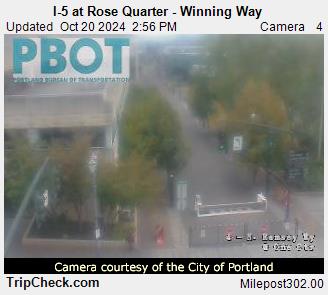 I-5 at Rose Quarter - Winning Way
Updated  Oct 20 2024  2:56 PM
Camera  4
PBOT
PORTLAND BUREAU OF TRANSPORTATION
Camera courtesy of the City of Portland
TripCheck.com
Milepost302.00